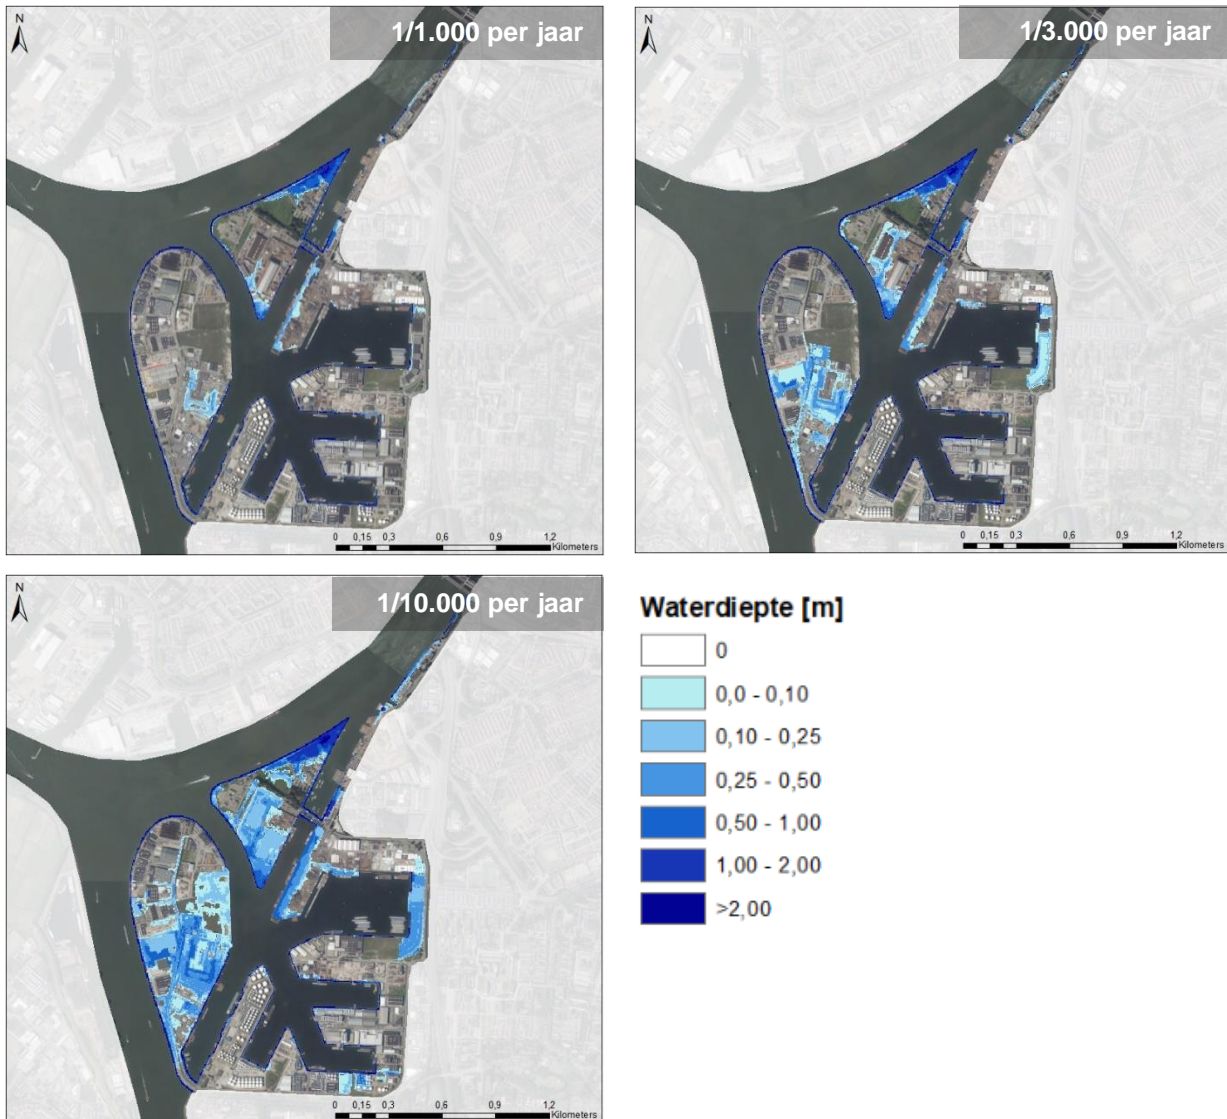 N
1/1.000 per jaar
0 0,15 0,3 0,6 0,9 1,2
Kilometers
N
1/3.000 per jaar
0 0,15 0,3 0,6 0,9 1,2
Kilometers
N
1/10.000 per jaar
0 0,15 0,3 0,6 0,9 1,2
Kilometers
Waterdiepte [m]
0
0,0 - 0,10
0,10 - 0,25
0,25 - 0,50
0,50 - 1,00
1,00 - 2,00
>2,00